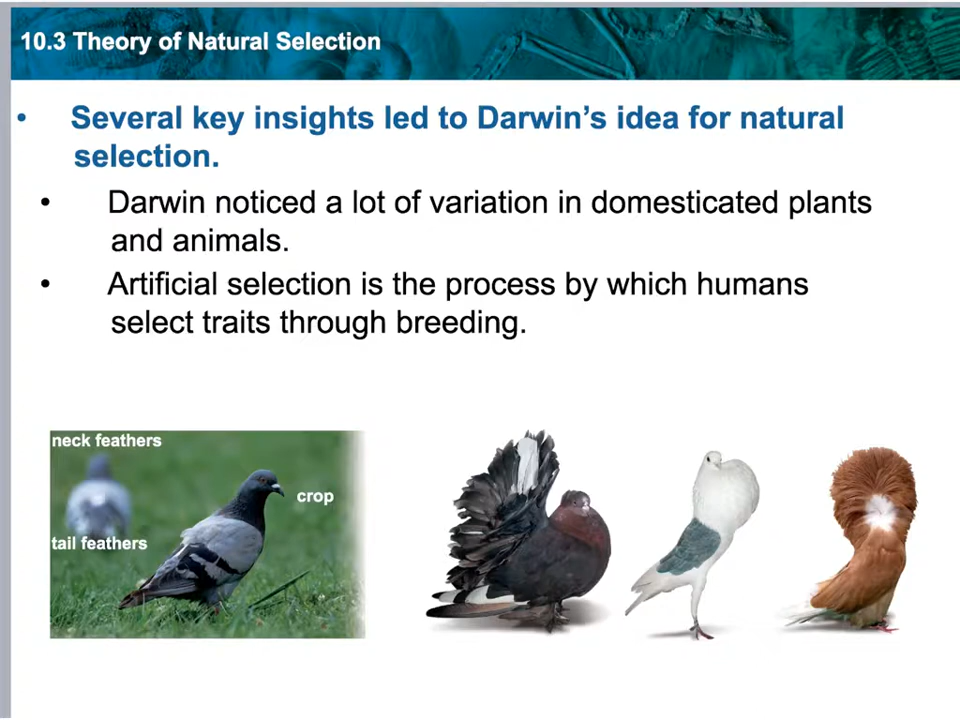 10.3 Theory of Natural Selection
• Several key insights led to Darwin’s idea for natural
selection.
• Darwin noticed a lot of variation in domesticated plants
and animals.
• Artificial selection is the process by which humans
select traits through breeding.
neck feathers
crop
tail feathers